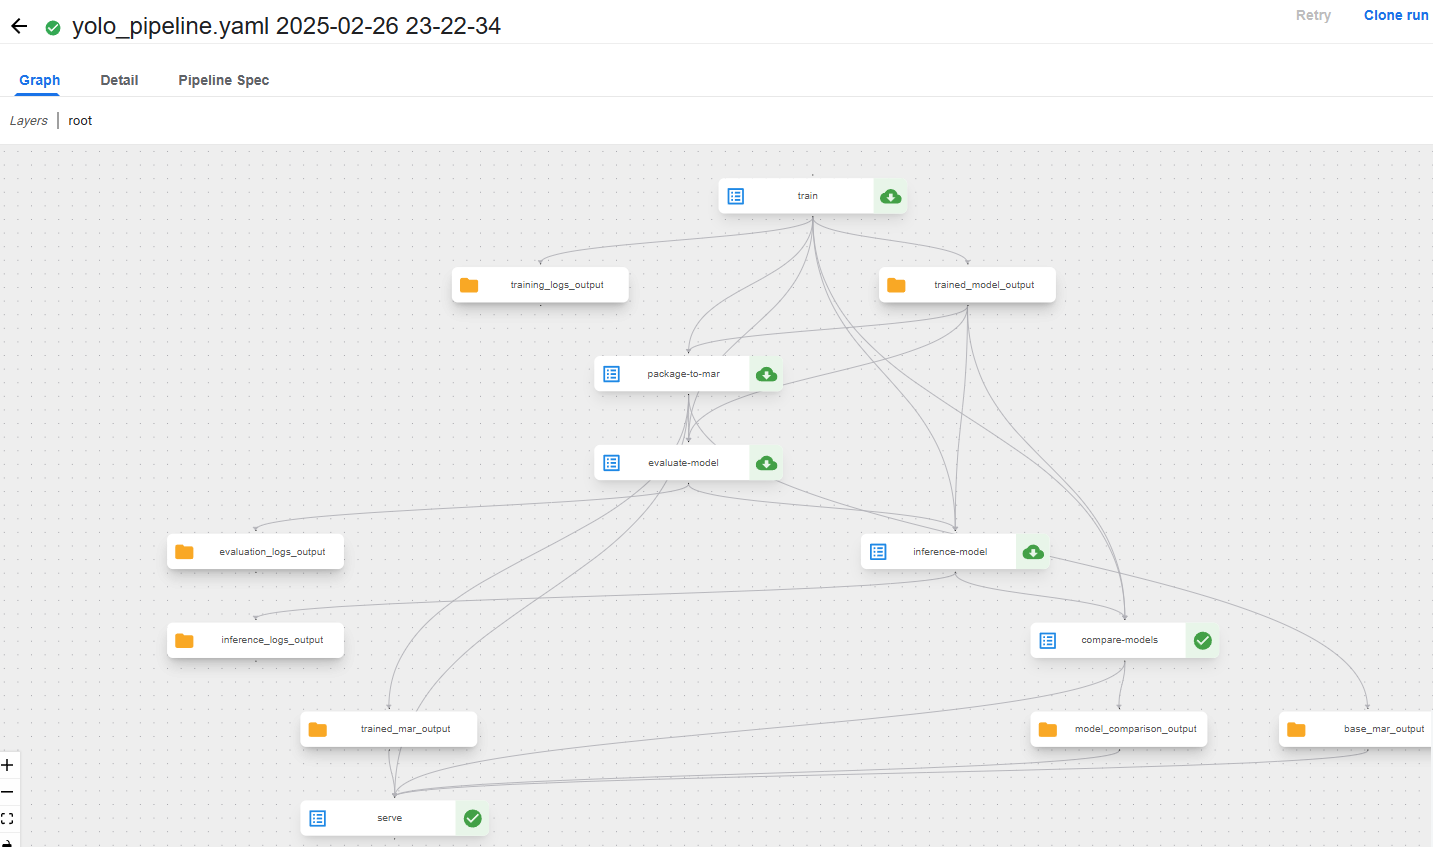 yolo_pipeline.yaml 2025-02-26 23-22-34
Retry
Clone run
Graph
Detail
Pipeline Spec
Layers
root
train
training_logs_output
trained_model_output
package-to-mar
evaluate-model
evaluation_logs_output
inference-model
inference_logs_output
compare-models
trained_mar_output
model_comparison_output
base_mar_output
serve